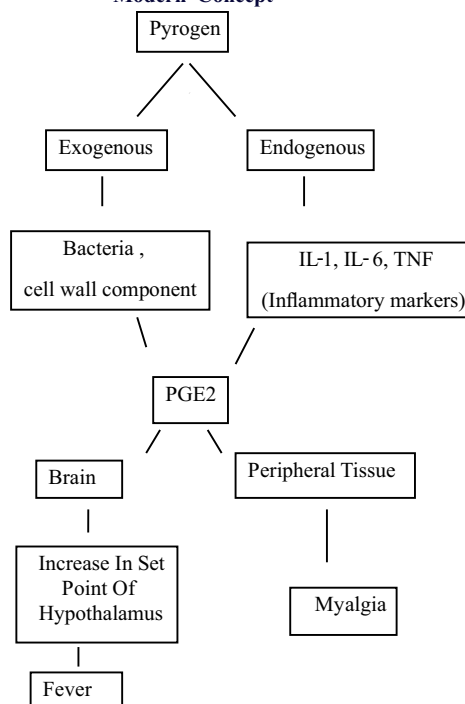 Modern Concept
Pyrogen
Exogenous
Endogenous
Bacteria ,
cell wall component
IL-1, IL- 6, TNF
(Inflammatory markers)
PGE2
Brain
Peripheral Tissue
Increase In Set
Point Of
Hypothalamus
Myalgia
Fever